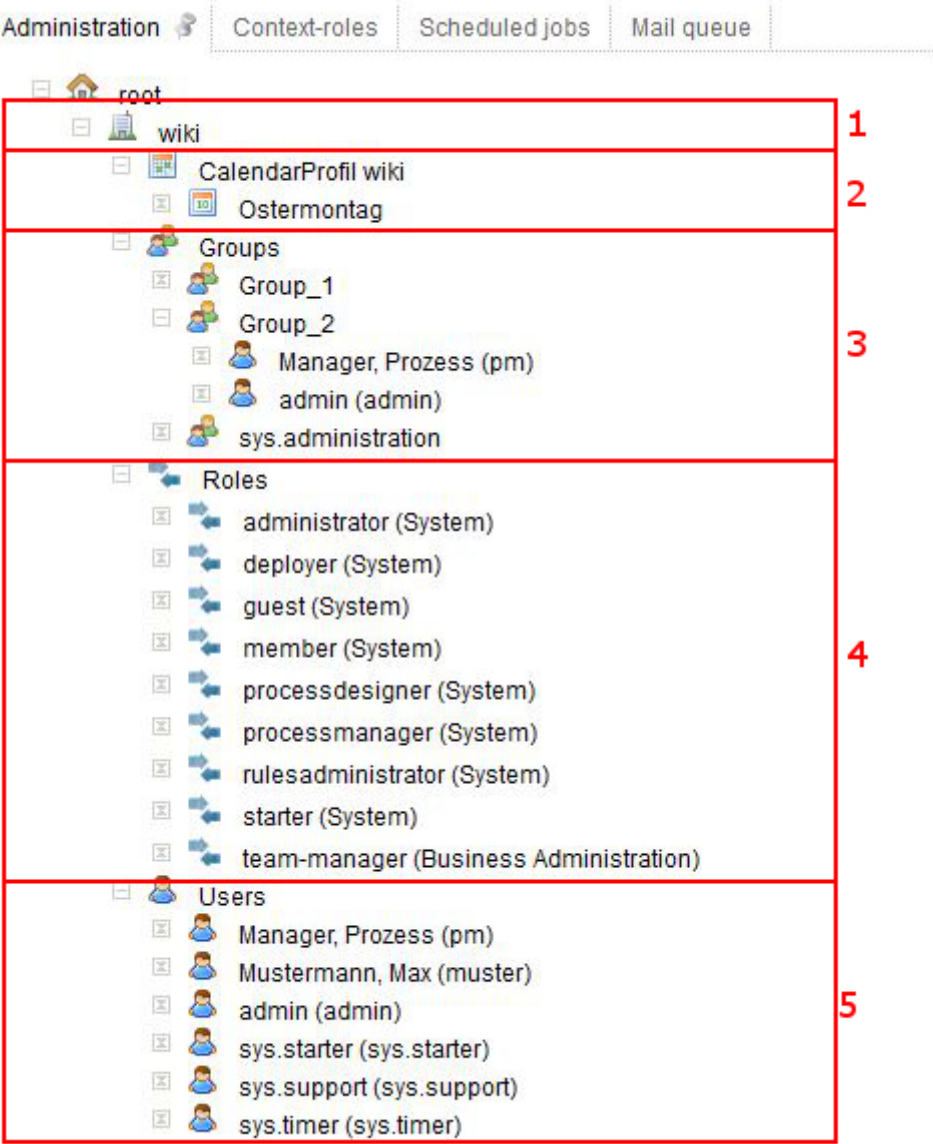 Administration Context-roles Scheduled jobs Mail queue
root
wiki 1
CalendarProfil wiki
Ostermontag 2
Groups
Group_1
Group_2
Manager, Prozess (pm) 3
admin (admin)
sys.administration
Roles
administrator (System)
deployer (System)
guest (System)
member (System) 4
processdesigner (System)
processmanager (System)
rulesadministrator (System)
starter (System)
team-manager (Business Administration)
Users
Manager, Prozess (pm)
Mustermann, Max (muster)
admin (admin) 5
sys.starter (sys.starter)
sys.support (sys.support)
sys.timer (sys.timer)